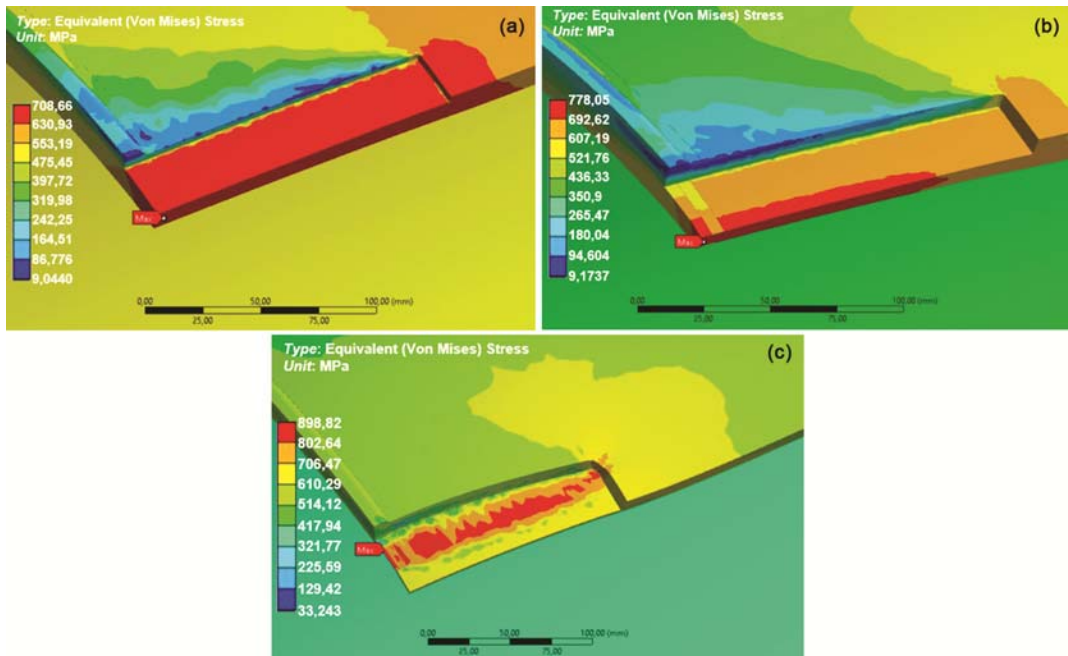 Type: Equivalent (Von Mises) Stress
Unit: MPa
(a)
708,66
630,93
553,19
475,45
397,72
319,98
242,25
164,51
86,776
9,0440
Max
0,00 50,00 100,00 (mm)
25,00 75,00
Type: Equivalent (Von Mises) Stress
Unit: MPa
(b)
778,05
692,62
607,19
521,76
436,33
350,9
265,47
180,04
94,604
9,1737
Max
0,00 50,00 100,00 (mm)
25,00 75,00
Type: Equivalent (Von Mises) Stress
Unit: MPa
(c)
898,82
802,64
706,47
610,29
514,12
417,94
321,77
225,59
129,42
33,243
Max
0,00 50,00 100,00 (mm)
25,00 75,00